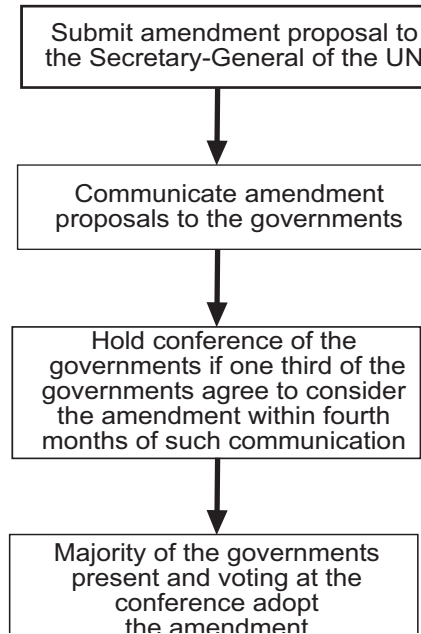 Submit amendment proposal to
the Secretary-General of the UN
Communicate amendment
proposals to the governments
Hold conference of the
governments if one third of the
governments agree to consider
the amendment within fourth
months of such communication
Majority of the governments
present and voting at the
conference adopt
the amendment